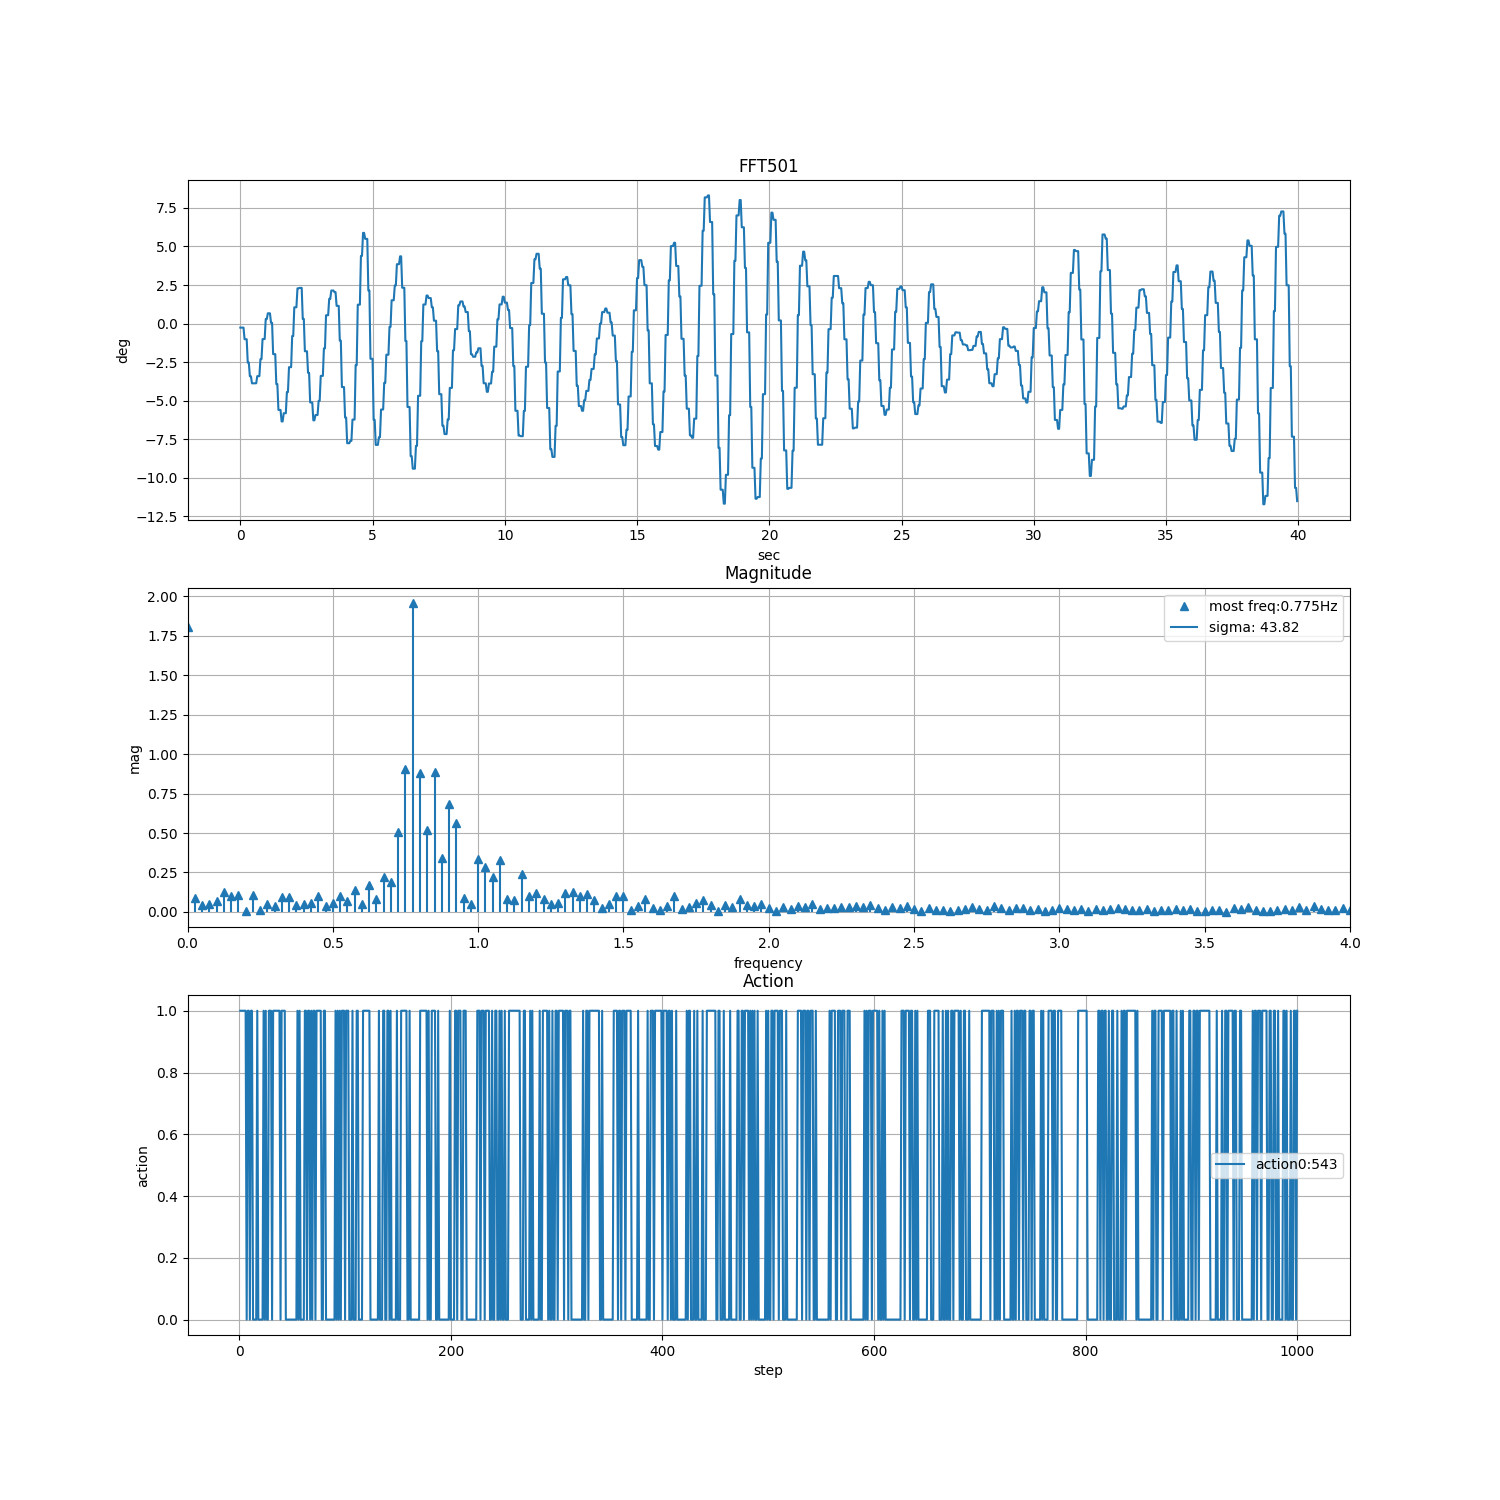 FFT501
7.5
5.0
2.5
0.0
−2.5
−5.0
−7.5
−10.0
−12.5
deg
0 5 10 15 20 25 30 35 40
sec
Magnitude
2.00
1.75
1.50
1.25
1.00
0.75
0.50
0.25
0.00
mag
most freq:0.775Hz
sigma: 43.82
0.0 0.5 1.0 1.5 2.0 2.5 3.0 3.5 4.0
frequency
Action
1.0
0.8
0.6
0.4
0.2
0.0
action
action0:543
0 200 400 600 800 1000
step